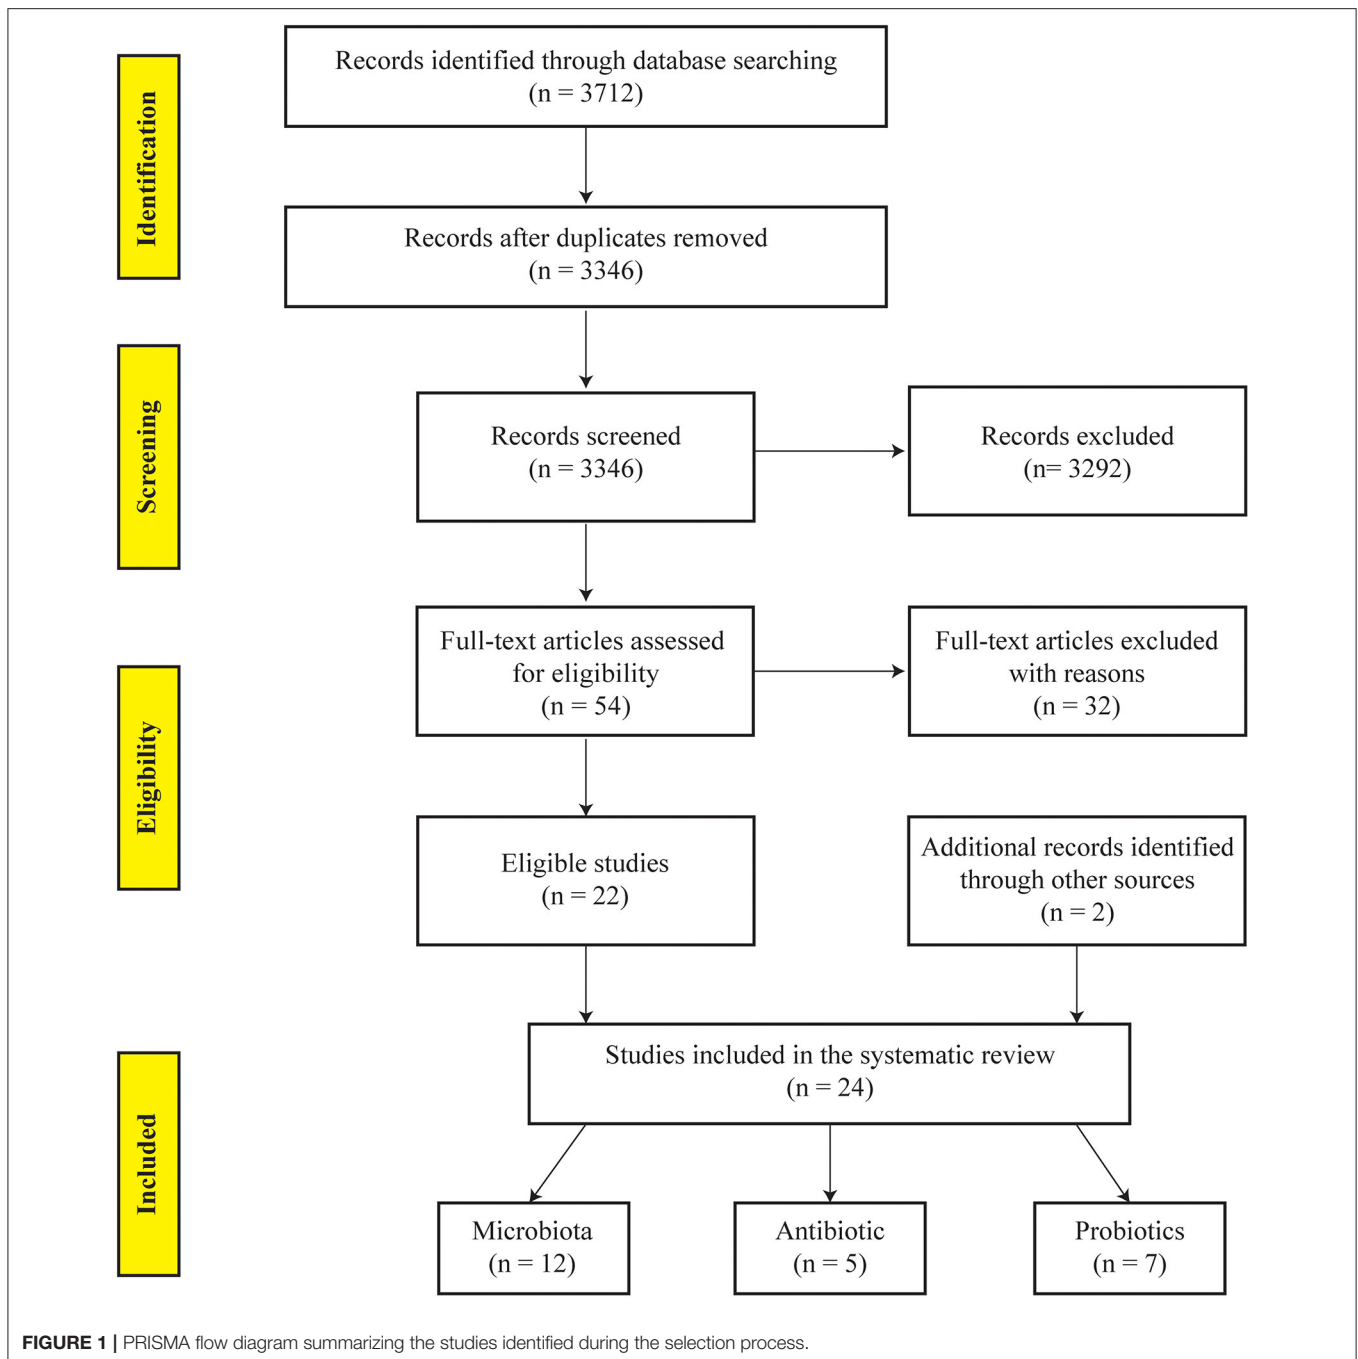 Identification
Records identified through database searching
(n = 3712)
Records after duplicates removed
(n = 3346)
Screening
Records screened
(n = 3346)
Records excluded
(n= 3292)
Eligibility
Full-text articles assessed
for eligibility
(n = 54)
Full-text articles excluded
with reasons
(n = 32)
Eligible studies
(n = 22)
Additional records identified
through other sources
(n = 2)
Included
Studies included in the systematic review
(n = 24)
Microbiota
(n = 12)
Antibiotic
(n = 5)
Probiotics
(n = 7)
FIGURE 1 | PRISMA flow diagram summarizing the studies identified during the selection process.